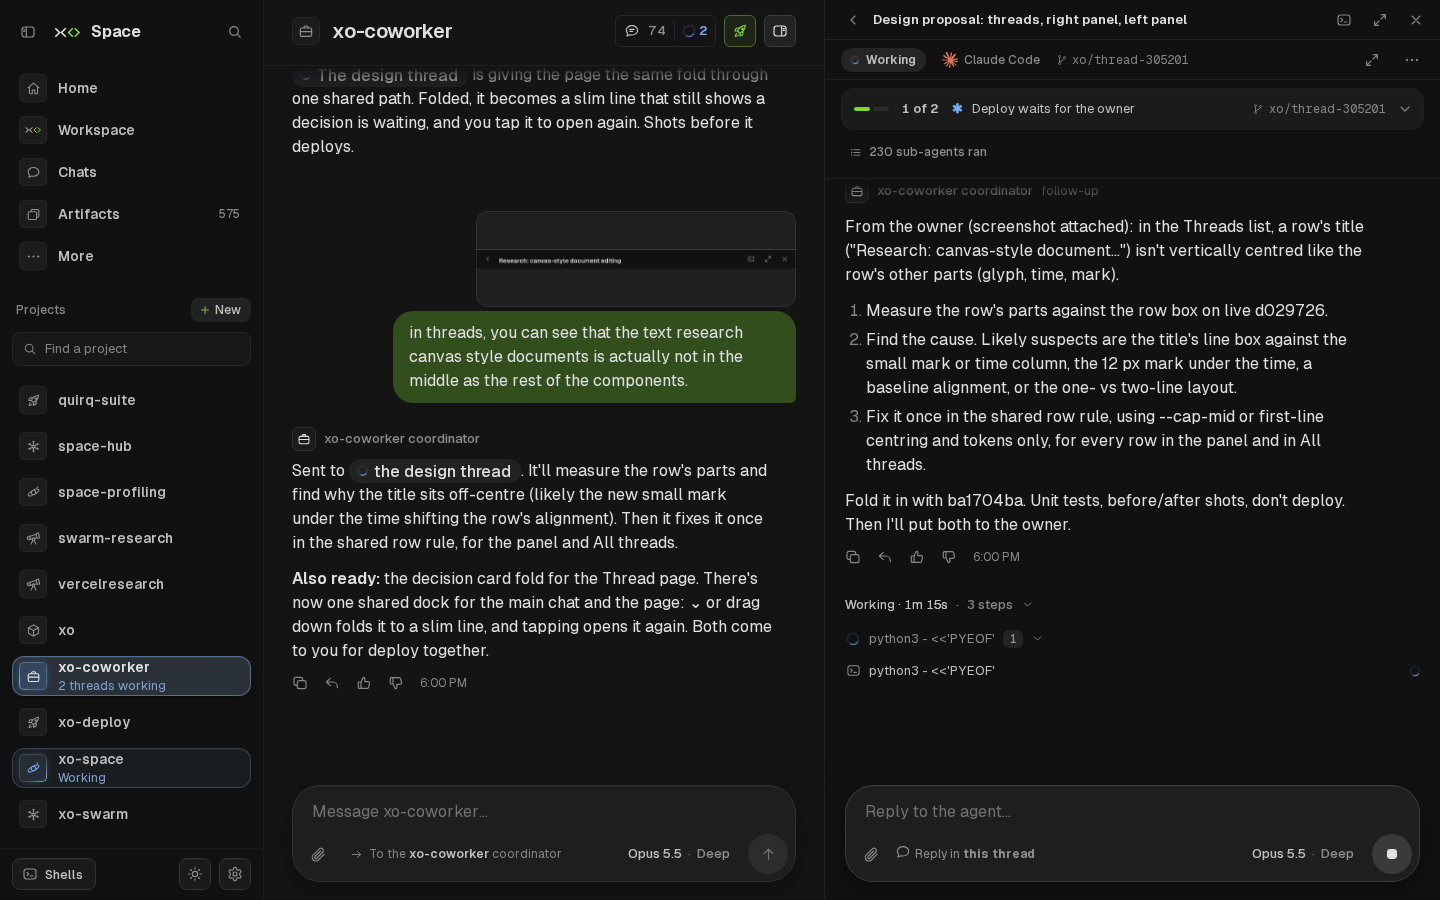 Space
Home
Workspace
Chats
Artifacts 575
More
Projects
+ New
Find a project
quirq-suite
space-hub
space-profiling
swarm-research
vercelresearch
xo
xo-coworker
2 threads working
xo-deploy
xo-space
Working
xo-swarm
Shells
xo-coworker
74
2
The design thread is giving the page the same fold through
one shared path. Folded, it becomes a slim line that still shows a
decision is waiting, and you tap it to open again. Shots before it
deploys.
Research: canvas-style document editing
in threads, you can see that the text research
canvas style documents is actually not in the
middle as the rest of the components.
xo-coworker coordinator
Sent to the design thread. It'll measure the row's parts and
find why the title sits off-centre (likely the new small mark
under the time shifting the row's alignment). Then it fixes it once
in the shared row rule, for the panel and All threads.
Also ready: the decision card fold for the Thread page. There's
now one shared dock for the main chat and the page: ⌄ or drag
down folds it to a slim line, and tapping opens it again. Both come
to you for deploy together.
6:00 PM
Message xo-coworker...
→ To the xo-coworker coordinator
Opus 5.5 · Deep
Design proposal: threads, right panel, left panel
Working
Claude Code
xo/thread-305201
1 of 2
Deploy waits for the owner
xo/thread-305201
230 sub-agents ran
xo-coworker coordinator follow-up
From the owner (screenshot attached): in the Threads list, a row's title
("Research: canvas-style document…") isn't vertically centred like the
row's other parts (glyph, time, mark).
1. Measure the row's parts against the row box on live d029726.
2. Find the cause. Likely suspects are the title's line box against the
small mark or time column, the 12 px mark under the time, a
baseline alignment, or the one- vs two-line layout.
3. Fix it once in the shared row rule, using --cap-mid or first-line
centring and tokens only, for every row in the panel and in All
threads.
Fold it in with ba1704ba. Unit tests, before/after shots, don't deploy.
Then I'll put both to the owner.
6:00 PM
Working · 1m 15s · 3 steps
python3 - <<'PYEOF' 1
python3 - <<'PYEOF'
Reply to the agent...
Reply in this thread
Opus 5.5 · Deep